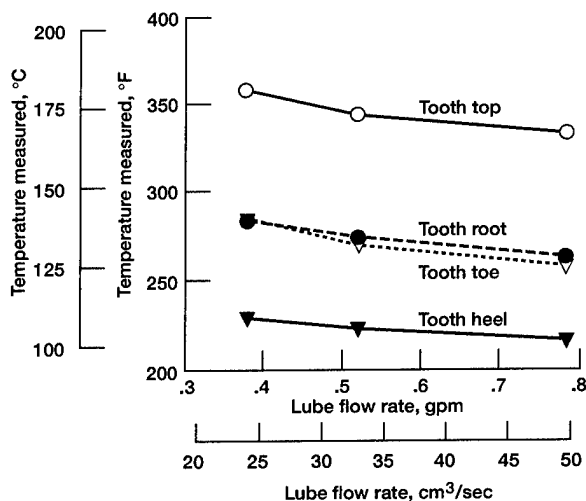 Temperature measured, °C
200
175
150
125
100
Temperature measured, °F
400
350
300
250
200
Tooth top
Tooth root
Tooth toe
Tooth heel
.3 .4 .5 .6 .7 .8
Lube flow rate, gpm
20 25 30 35 40 45 50
Lube flow rate, cm³/sec